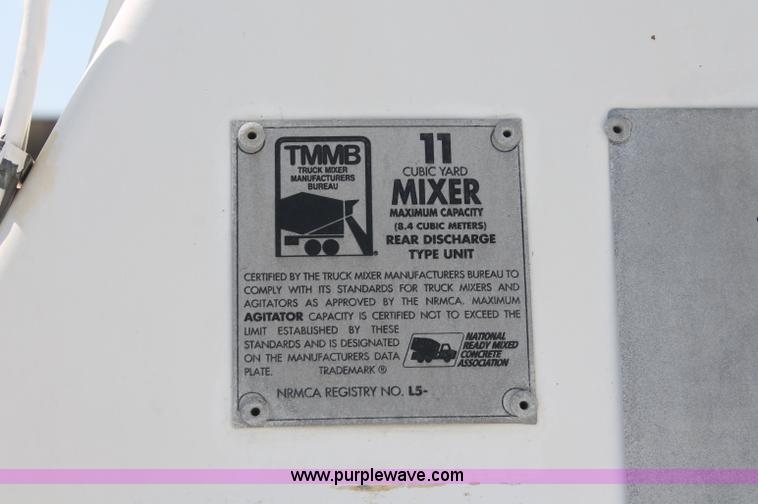 TMMB
TRUCK MIXER
MANUFACTURERS
BUREAU
®
11
CUBIC YARD
MIXER
MAXIMUM CAPACITY
(8.4 CUBIC METERS)
REAR DISCHARGE
TYPE UNIT
CERTIFIED BY THE TRUCK MIXER MANUFACTURERS BUREAU TO
COMPLY WITH ITS STANDARDS FOR TRUCK MIXERS AND
AGITATORS AS APPROVED BY THE NRMCA. MAXIMUM
AGITATOR CAPACITY IS CERTIFIED NOT TO EXCEED THE
LIMIT ESTABLISHED BY THESE
STANDARDS AND IS DESIGNATED
ON THE MANUFACTURERS DATA
PLATE. TRADEMARK ®
NATIONAL
READY MIXED
CONCRETE
ASSOCIATION
NRMCA REGISTRY NO. L5-
www.purplewave.com